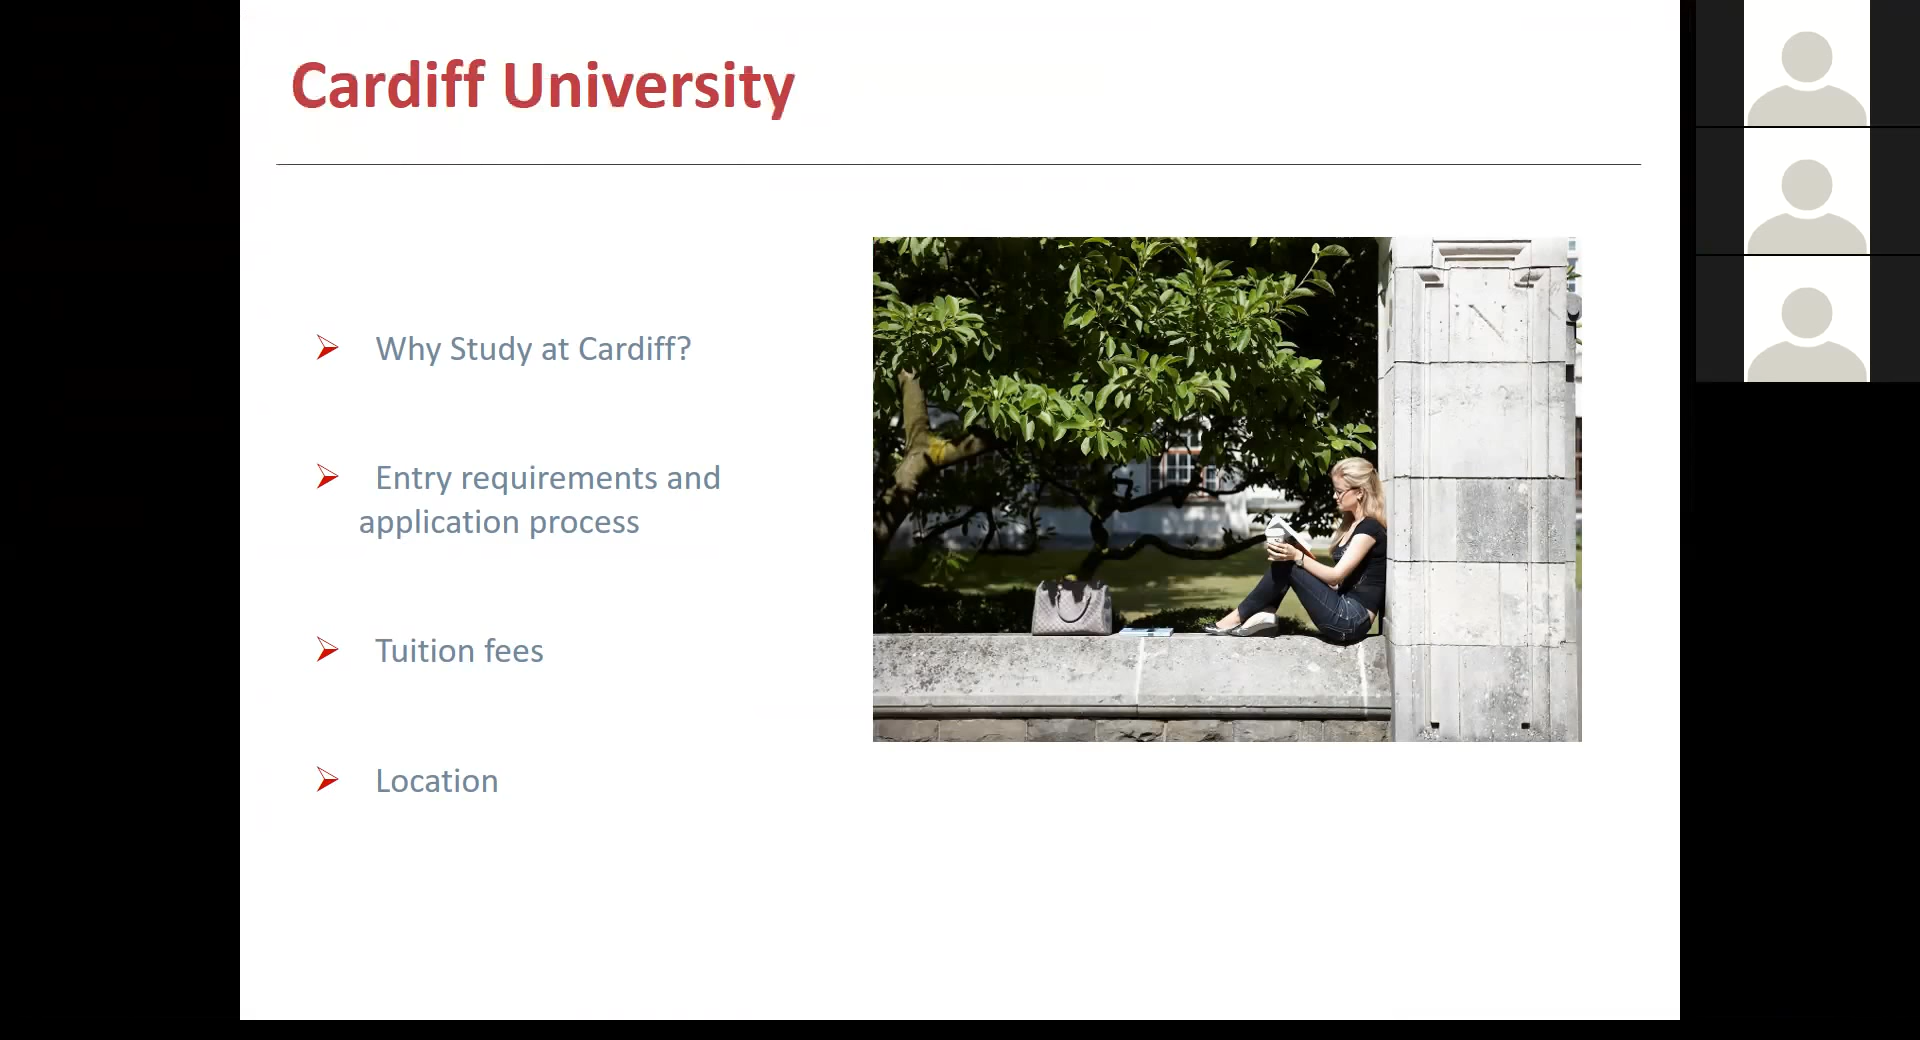 Cardiff University
Why Study at Cardiff?
Entry requirements and
application process
Tuition fees
Location
N